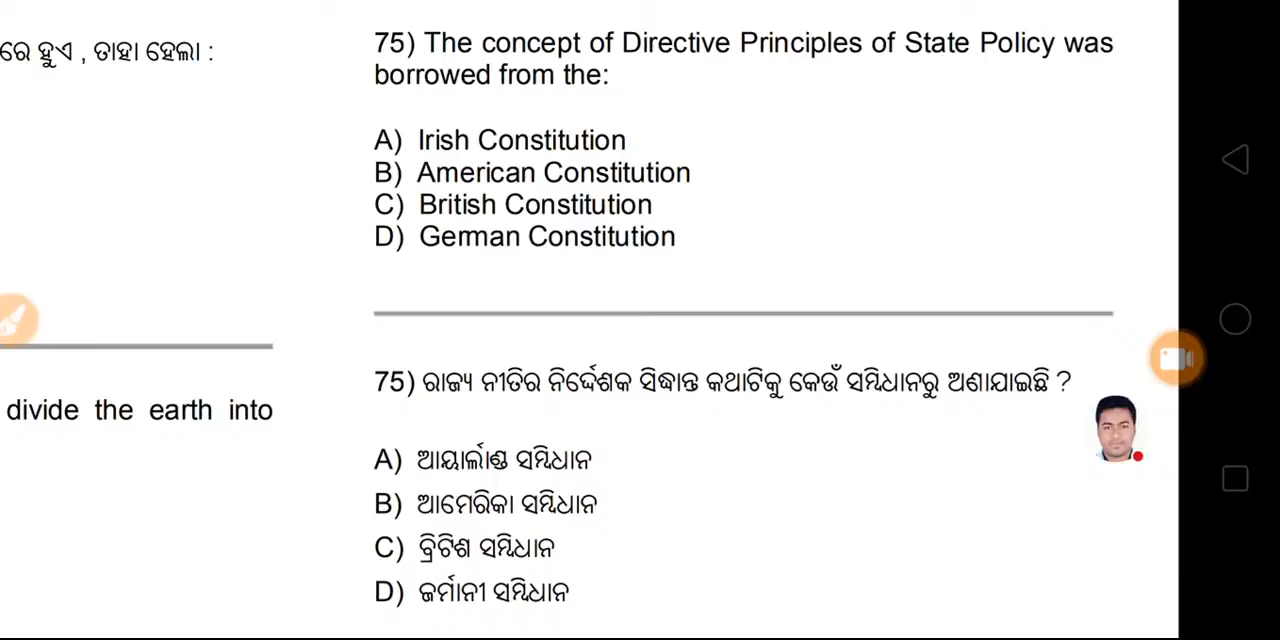 ରେ ହୁଏ , ତାହା ହେଲା :
divide the earth into
75) The concept of Directive Principles of State Policy was
borrowed from the:
A) Irish Constitution
B) American Constitution
C) British Constitution
D) German Constitution
75) ରାଜ୍ୟ ନୀତିର ନିର୍ଦ୍ଦେଶକ ସିଦ୍ଧାନ୍ତ କଥାଟିକୁ କେଉଁ ସମ୍ବିଧାନରୁ ଅଣାଯାଇଛି ?
A) ଆୟାର୍ଲାଣ୍ଡ ସମ୍ବିଧାନ
B) ଆମେରିକା ସମ୍ବିଧାନ
C) ବ୍ରିଟିଶ ସମ୍ବିଧାନ
D) ଜର୍ମାନୀ ସମ୍ବିଧାନ